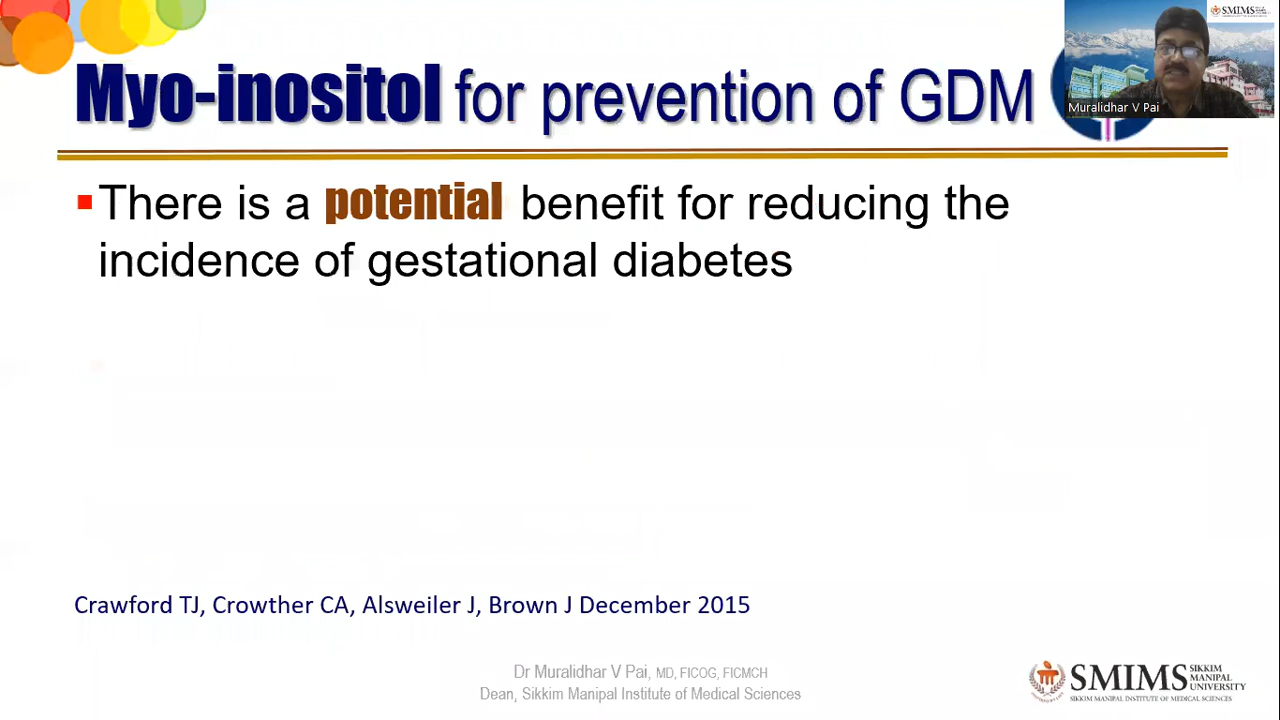 SMIMS
Myo-inositol for prevention of GDM
Muralidhar V Pai
There is a potential benefit for reducing the
incidence of gestational diabetes
Crawford TJ, Crowther CA, Alsweiler J, Brown J December 2015
Dr Muralidhar V Pai, MD, FICOG, FICMCH
Dean, Sikkim Manipal Institute of Medical Sciences
SMIMS
SIKKIM
MANIPAL
UNIVERSITY
SIKKIM MANIPAL INSTITUTE OF MEDICAL SCIENCES